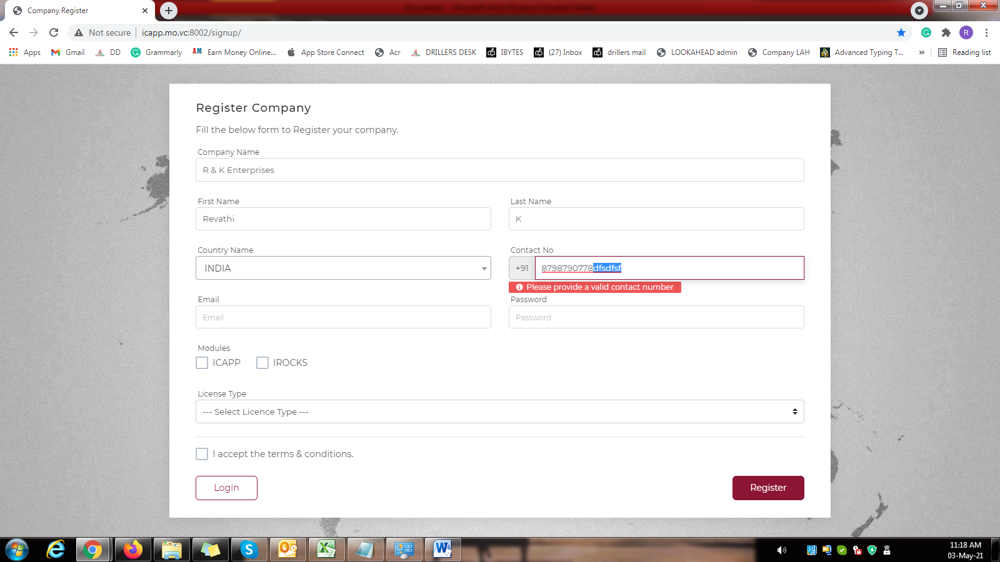 Company Register
Not secure icapp.mo.vc:8002/signup/
R
Apps Gmail DD Grammarly Earn Money Online... App Store Connect Acr DRILLERS DESK IBYTES (27) Inbox drillers mail LOOKAHEAD admin Company LAH Advanced Typing T... » Reading list
Register Company
Fill the below form to Register your company.
Company Name
R & K Enterprises
First Name Last Name
Revathi K
Country Name Contact No
INDIA +91 8798790778dfsdfsf
Please provide a valid contact number
Email Password
Email Password
Modules
ICAPP IROCKS
License Type
--- Select Licence Type ---
I accept the terms & conditions.
Login Register
11:18 AM
03-May-21